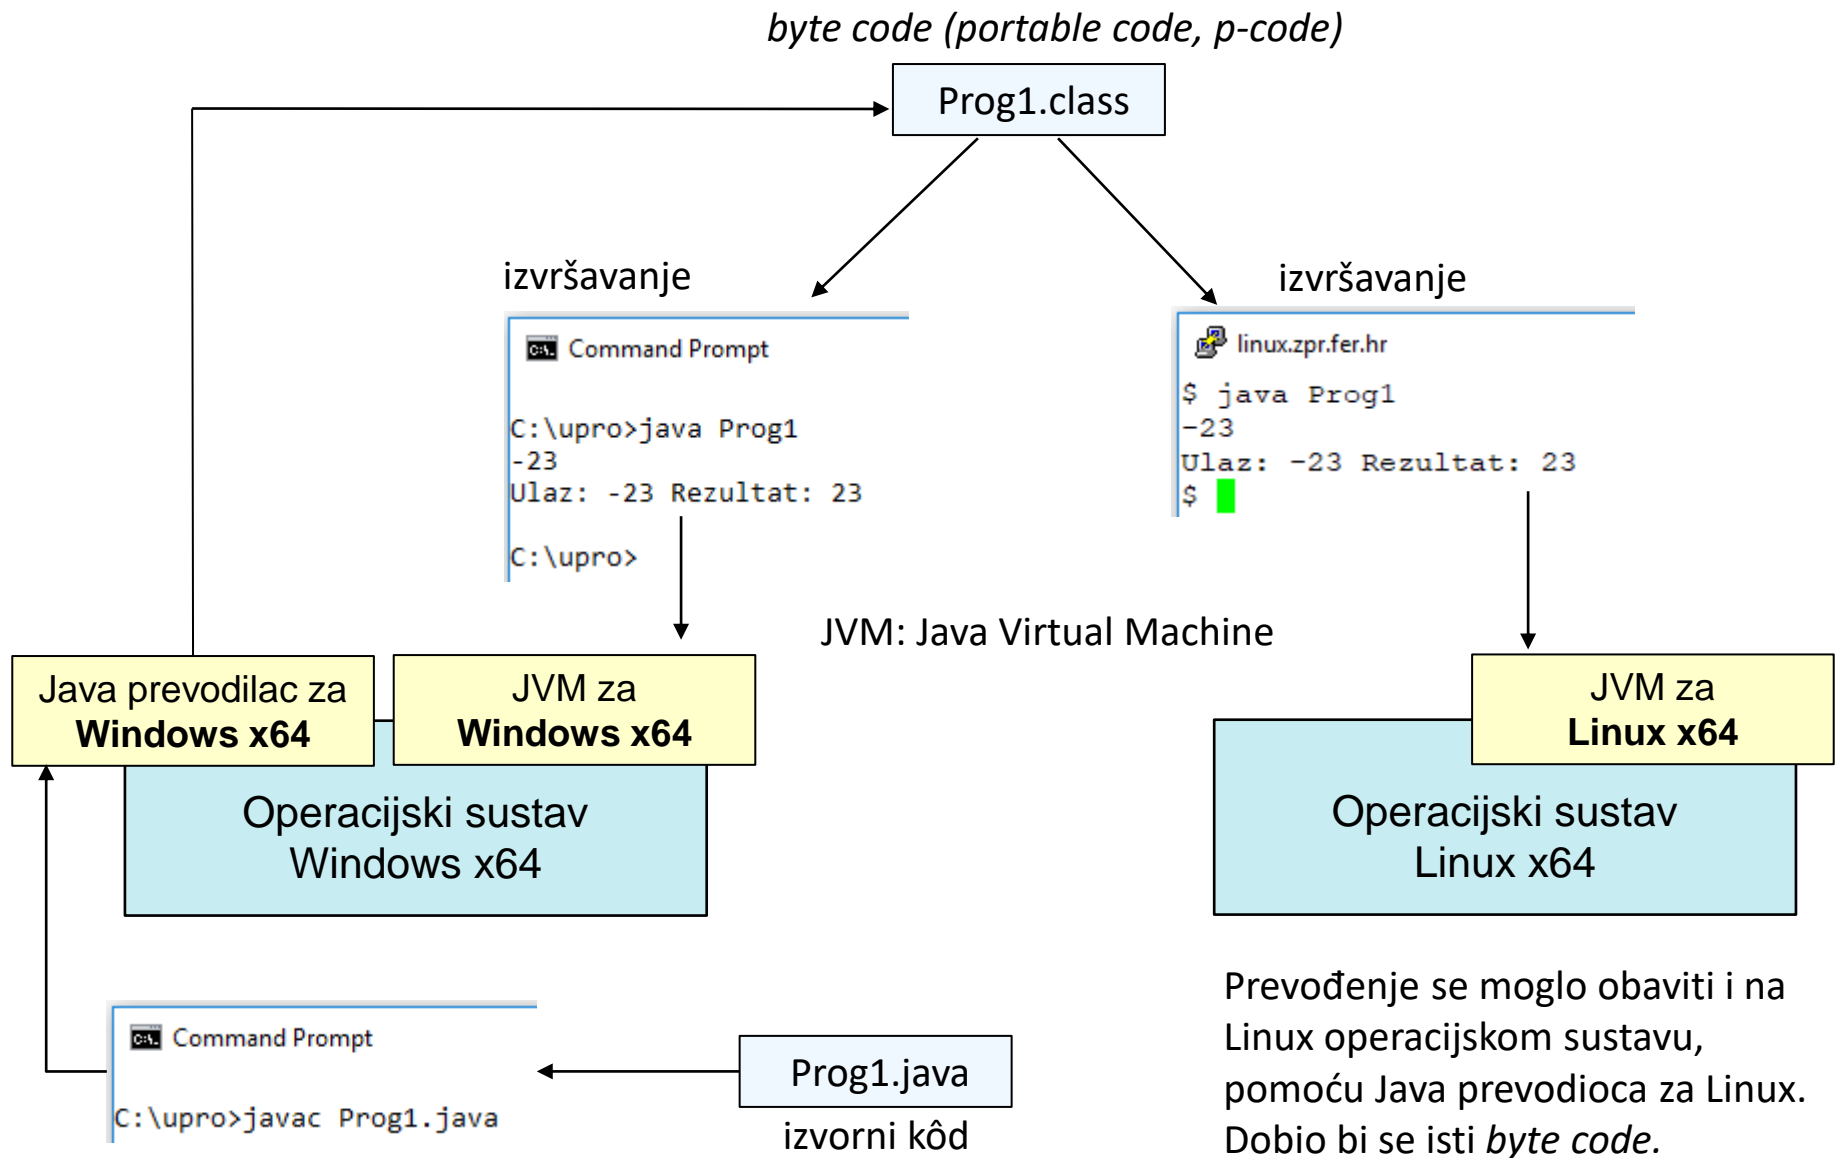 byte code (portable code, p-code)
Prog1.class
izvršavanje
izvršavanje
Command Prompt
C:\upro>java Prog1
-23
Ulaz: -23 Rezultat: 23
C:\upro>
linux.zpr.fer.hr
$ java Prog1
-23
Ulaz: -23 Rezultat: 23
$
JVM: Java Virtual Machine
Java prevodilac za
Windows x64
JVM za
Windows x64
Operacijski sustav
Windows x64
JVM za
Linux x64
Operacijski sustav
Linux x64
Command Prompt
C:\upro>javac Prog1.java
Prog1.java
izvorni kôd
Prevođenje se moglo obaviti i na
Linux operacijskom sustavu,
pomoću Java prevodioca za Linux.
Dobio bi se isti byte code.